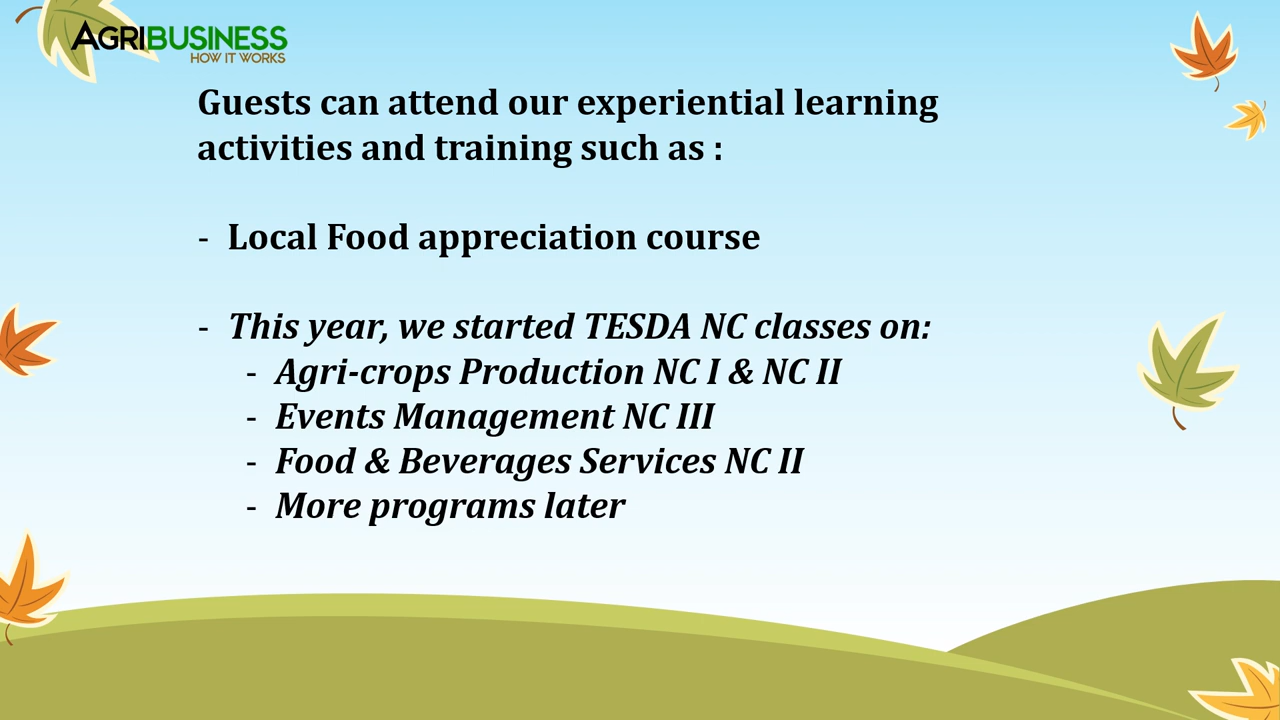 AGRIBUSINESS
HOW IT WORKS
Guests can attend our experiential learning
activities and training such as :
- Local Food appreciation course
- This year, we started TESDA NC classes on:
- Agri-crops Production NC I & NC II
- Events Management NC III
- Food & Beverages Services NC II
- More programs later